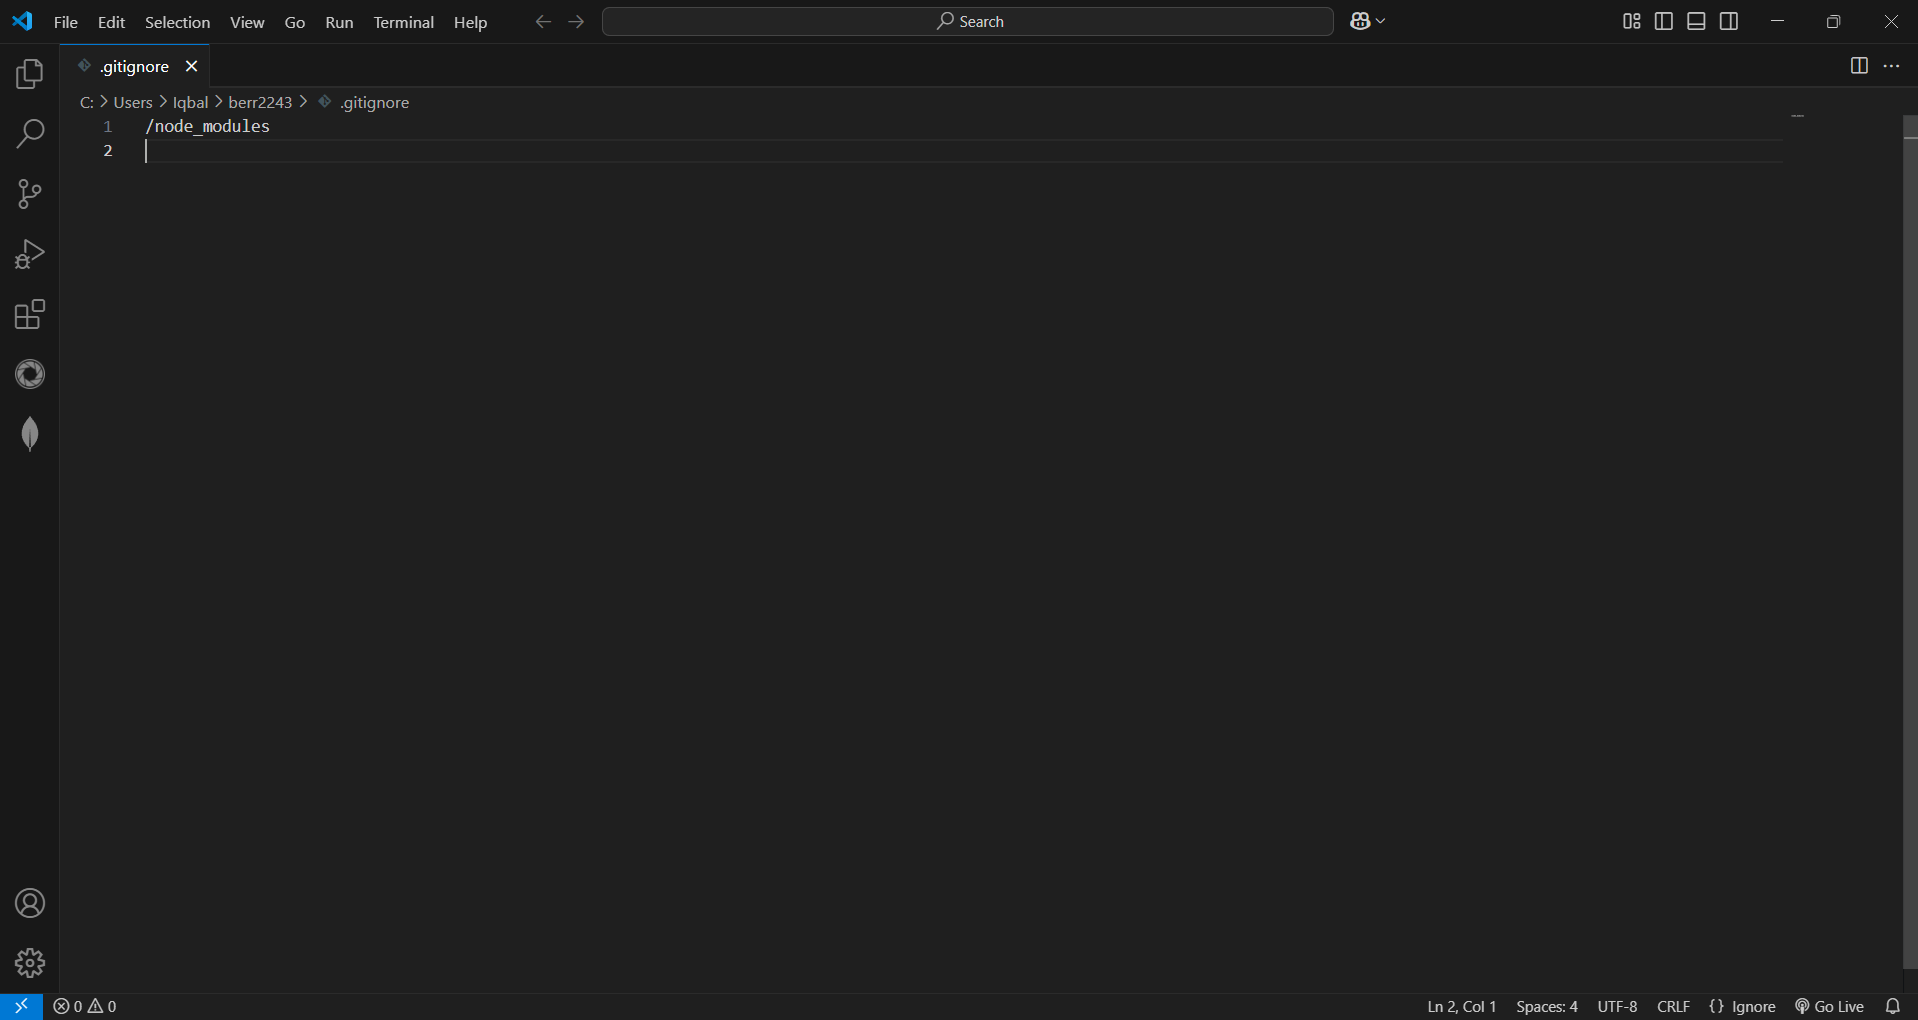 File Edit Selection View Go Run Terminal Help Search
.gitignore
C: > Users > Iqbal > berr2243 > .gitignore
1 /node_modules
2
0 0 Ln 2, Col 1 Spaces: 4 UTF-8 CRLF {} Ignore Go Live